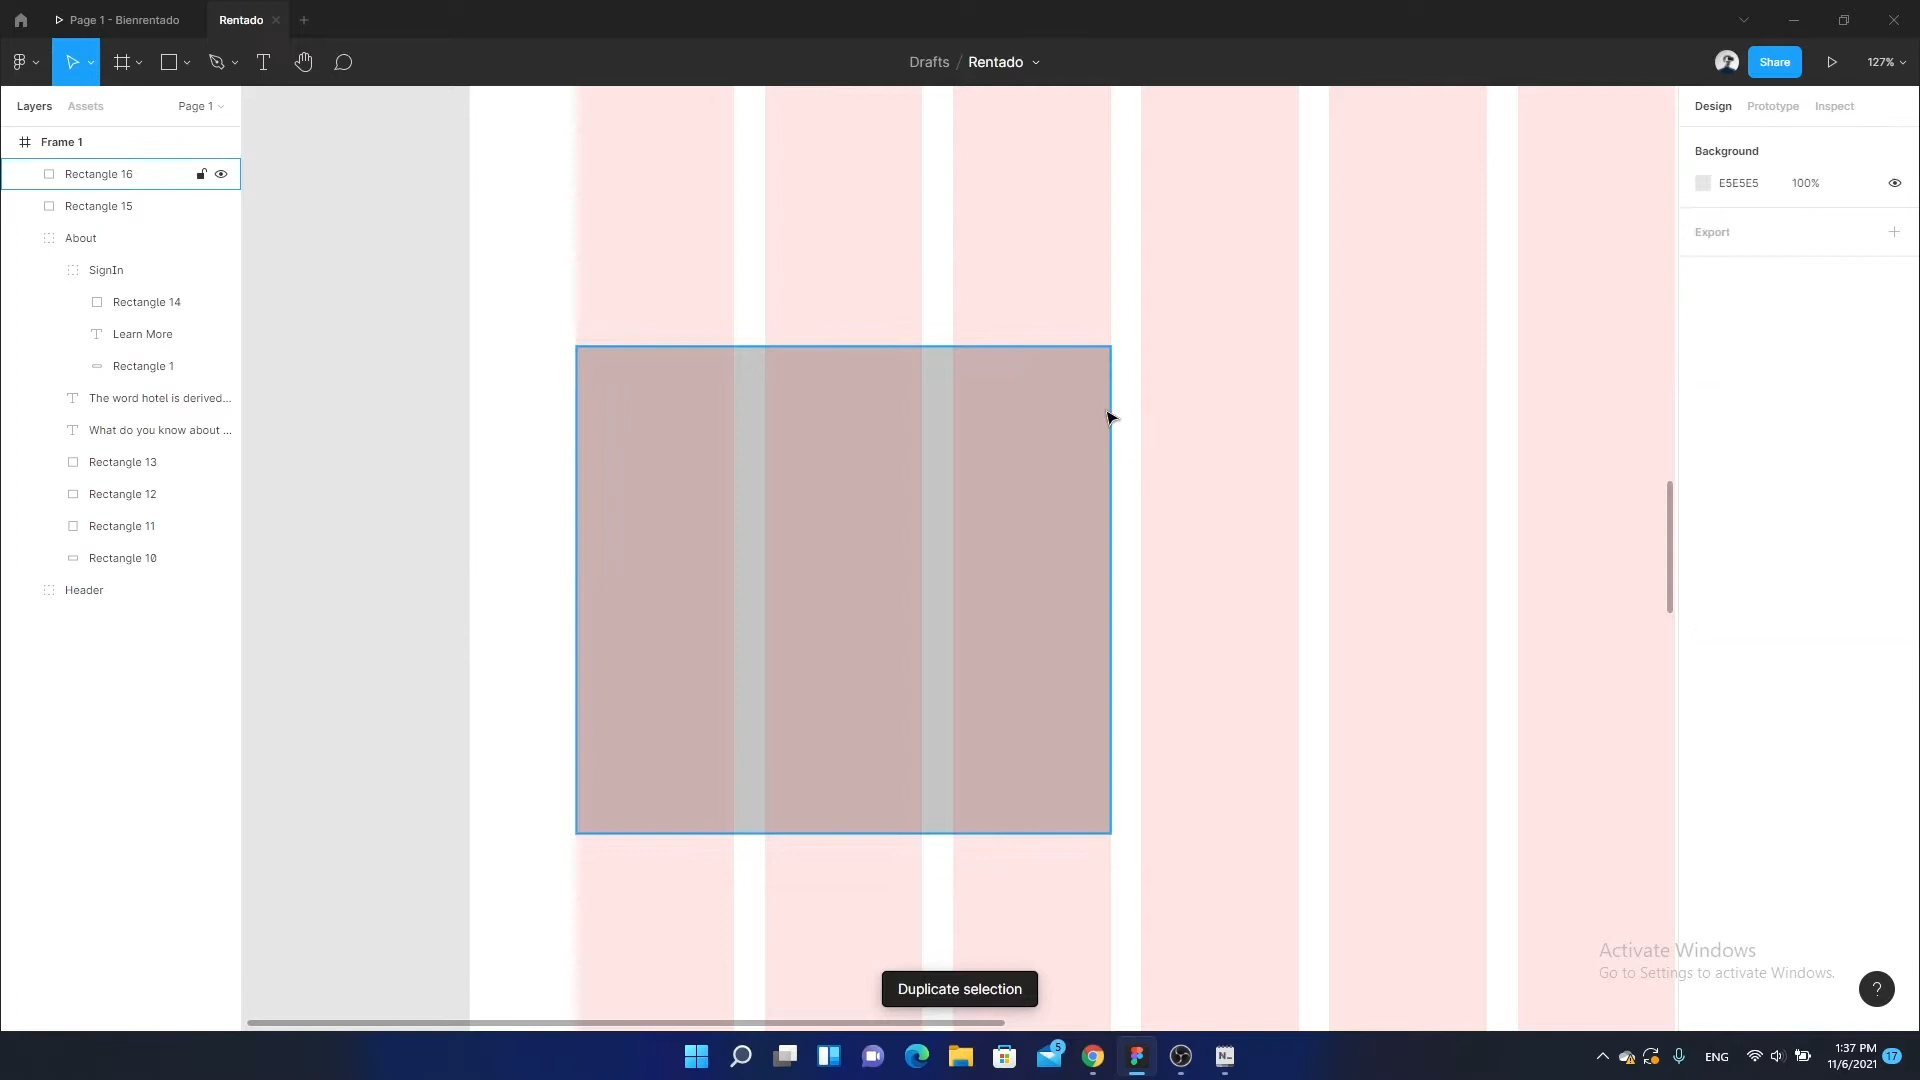 Page 1 - Bienrentado
Rentado
Drafts / Rentado
Share
127%
Layers
Assets
Page 1
Design
Prototype
Inspect
Frame 1
Rectangle 16
Rectangle 15
About
SignIn
Rectangle 14
Learn More
Rectangle 1
The word hotel is derived...
What do you know about ...
Rectangle 13
Rectangle 12
Rectangle 11
Rectangle 10
Header
Background
E5E5E5
100%
Export
Duplicate selection
Activate Windows
Go to Settings to activate Windows.
?
5
N
ENG
1:37 PM
11/6/2021
17